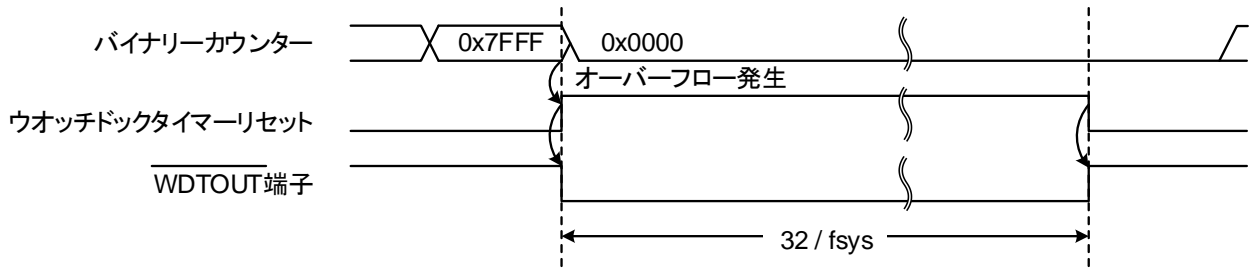 バイナリーカウンター
0x7FFF
0x0000
オーバーフロー発生
ウオッチドックタイマーリセット
WDTOUT端子
32 / fsys